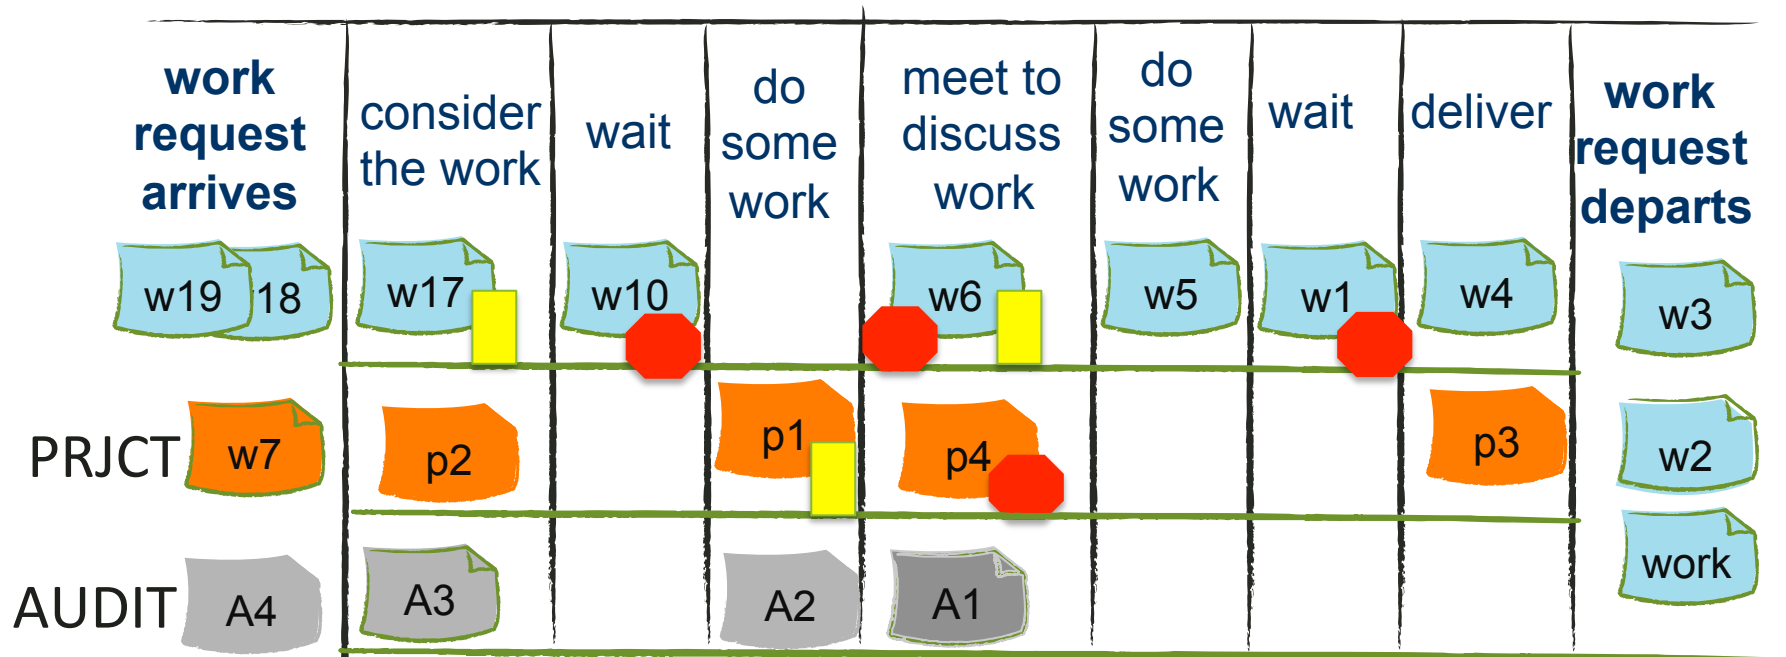 work
request
arrives
consider
the work
wait
do
some
work
meet to
discuss
work
do
some
work
wait
deliver
work
request
departs
w19
18
w17
w10
w6
w5
w1
w4
w3
PRJCT
w7
p2
p1
p4
p3
w2
AUDIT
A4
A3
A2
A1
work